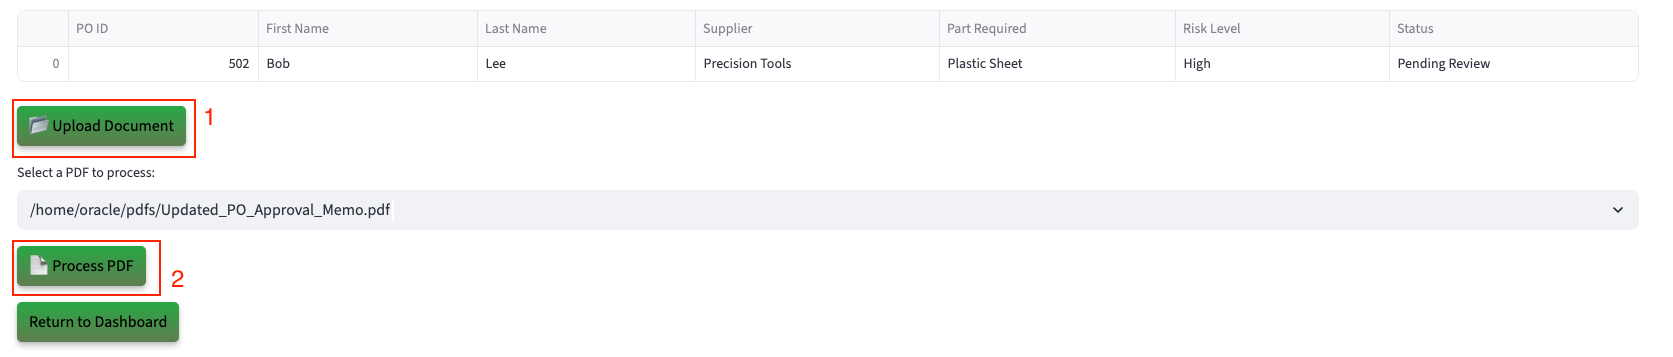 PO ID First Name Last Name Supplier Part Required Risk Level Status
0 502 Bob Lee Precision Tools Plastic Sheet High Pending Review
Upload Document 1
Select a PDF to process:
/home/oracle/pdfs/Updated_PO_Approval_Memo.pdf
Process PDF 2
Return to Dashboard